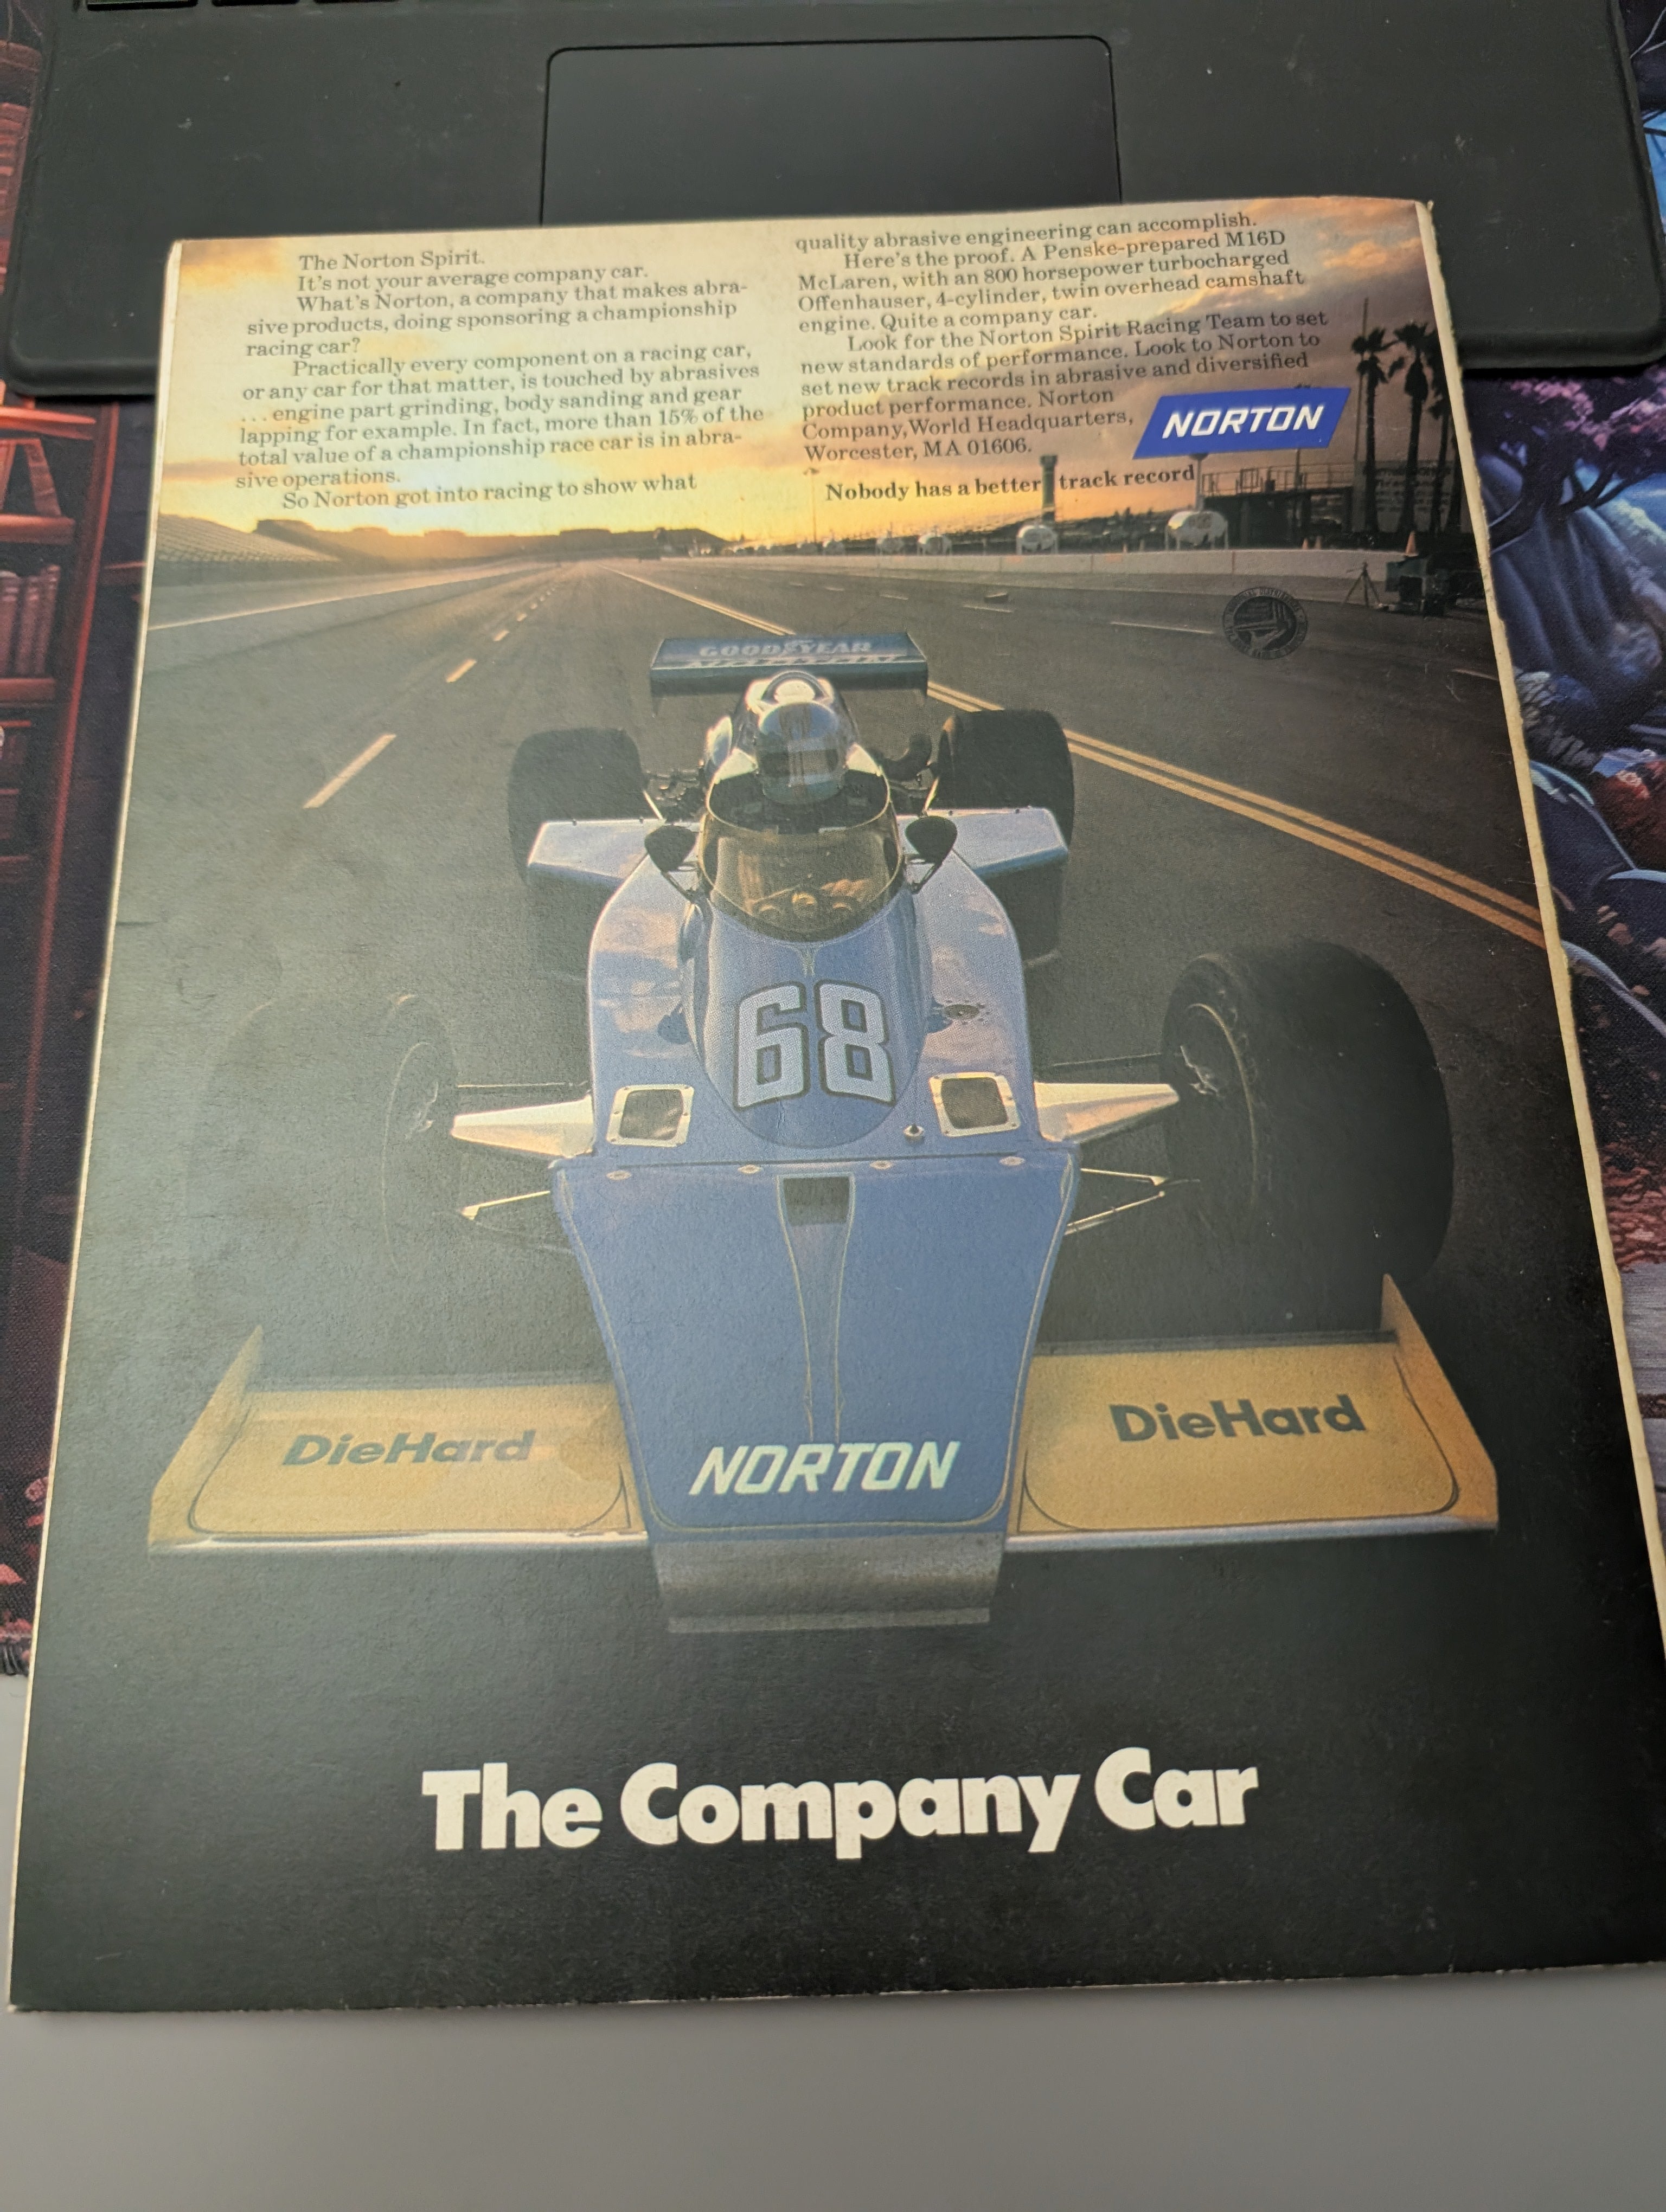 The Norton Spirit.
It's not your average company car.
What's Norton, a company that makes abra-
sive products, doing sponsoring a championship
racing car?
Practically every component on a racing car,
or any car for that matter, is touched by abrasives
...engine part grinding, body sanding and gear
lapping for example. In fact, more than 15% of the
total value of a championship race car is in abra-
sive operations.
So Norton got into racing to show what
quality abrasive engineering can accomplish.
Here's the proof. A Penske-prepared M16D
McLaren, with an 800 horsepower turbocharged
Offenhauser, 4-cylinder, twin overhead camshaft
engine. Quite a company car.
Look for the Norton Spirit Racing Team to set
new standards of performance. Look to Norton to
set new track records in abrasive and diversified
product performance. Norton
Company, World Headquarters,
Worcester, MA 01606.
NORTON
Nobody has a better track record
GOODYEAR
68
DieHard
NORTON
DieHard
The Company Car